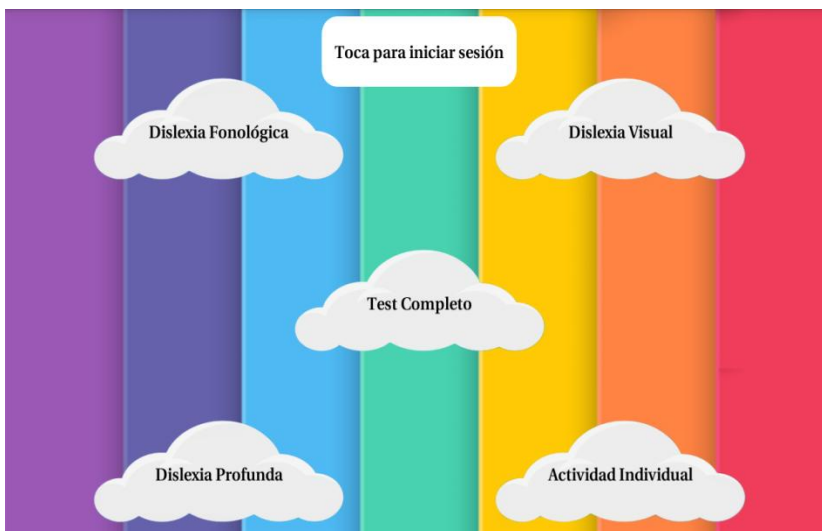 Toca para iniciar sesión
Dislexia Fonológica
Dislexia Visual
Test Completo
Dislexia Profunda
Actividad Individual